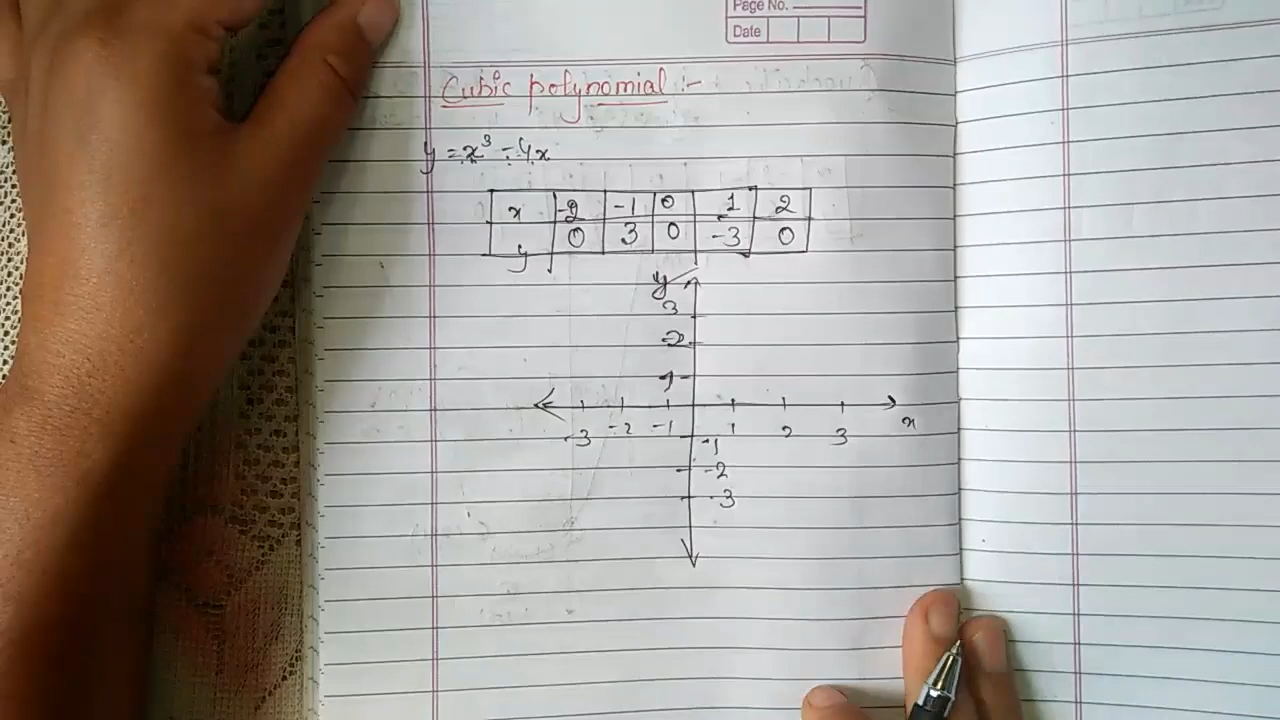 Page No.
Date
Cubic polynomial :-
y = x³ - 4x
x -2 -1 0 1 2
y 0 3 0 -3 0
y
3
2
1
-3 -2 -1 1 2 3 x
-1
-2
-3